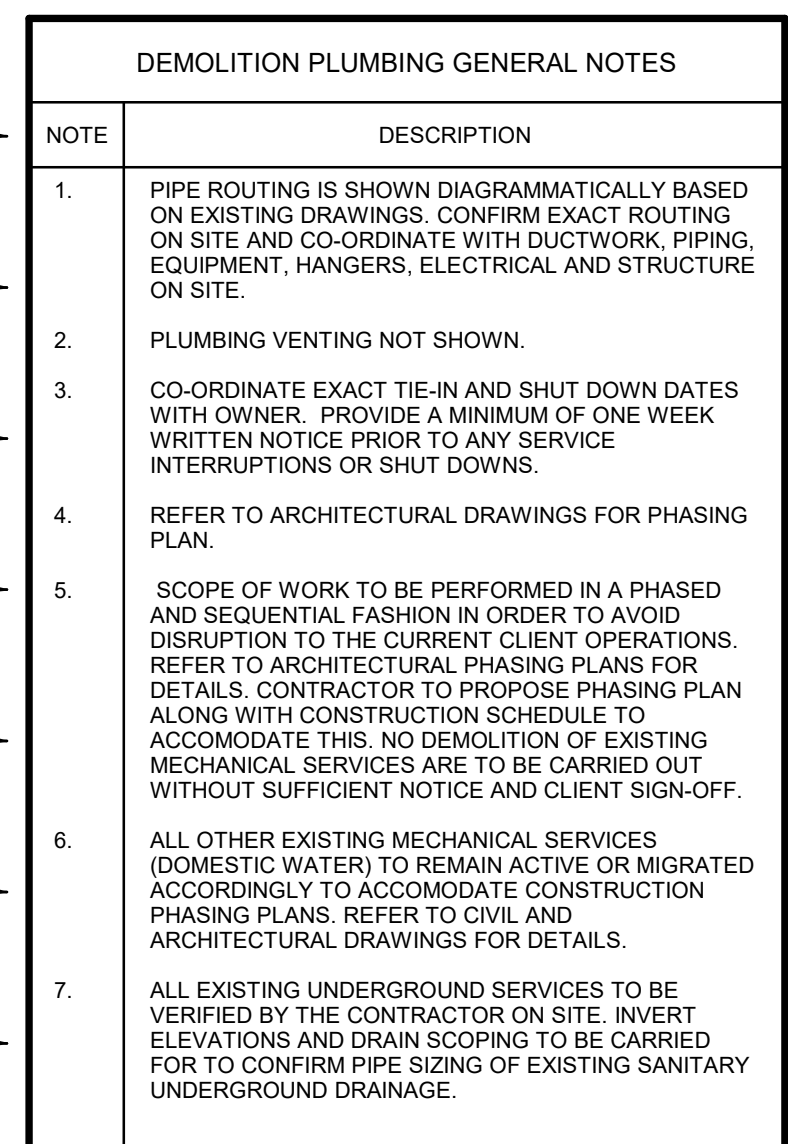 DEMOLITION PLUMBING GENERAL NOTES
NOTE DESCRIPTION
1. PIPE ROUTING IS SHOWN DIAGRAMMATICALLY BASED
ON EXISTING DRAWINGS. CONFIRM EXACT ROUTING
ON SITE AND CO-ORDINATE WITH DUCTWORK, PIPING,
EQUIPMENT, HANGERS, ELECTRICAL AND STRUCTURE
ON SITE.
2. PLUMBING VENTING NOT SHOWN.
3. CO-ORDINATE EXACT TIE-IN AND SHUT DOWN DATES
WITH OWNER. PROVIDE A MINIMUM OF ONE WEEK
WRITTEN NOTICE PRIOR TO ANY SERVICE
INTERRUPTIONS OR SHUT DOWNS.
4. REFER TO ARCHITECTURAL DRAWINGS FOR PHASING
PLAN.
5. SCOPE OF WORK TO BE PERFORMED IN A PHASED
AND SEQUENTIAL FASHION IN ORDER TO AVOID
DISRUPTION TO THE CURRENT CLIENT OPERATIONS.
REFER TO ARCHITECTURAL PHASING PLANS FOR
DETAILS. CONTRACTOR TO PROPOSE PHASING PLAN
ALONG WITH CONSTRUCTION SCHEDULE TO
ACCOMODATE THIS. NO DEMOLITION OF EXISTING
MECHANICAL SERVICES ARE TO BE CARRIED OUT
WITHOUT SUFFICIENT NOTICE AND CLIENT SIGN-OFF.
6. ALL OTHER EXISTING MECHANICAL SERVICES
(DOMESTIC WATER) TO REMAIN ACTIVE OR MIGRATED
ACCORDINGLY TO ACCOMODATE CONSTRUCTION
PHASING PLANS. REFER TO CIVIL AND
ARCHITECTURAL DRAWINGS FOR DETAILS.
7. ALL EXISTING UNDERGROUND SERVICES TO BE
VERIFIED BY THE CONTRACTOR ON SITE. INVERT
ELEVATIONS AND DRAIN SCOPING TO BE CARRIED
FOR TO CONFIRM PIPE SIZING OF EXISTING SANITARY
UNDERGROUND DRAINAGE.